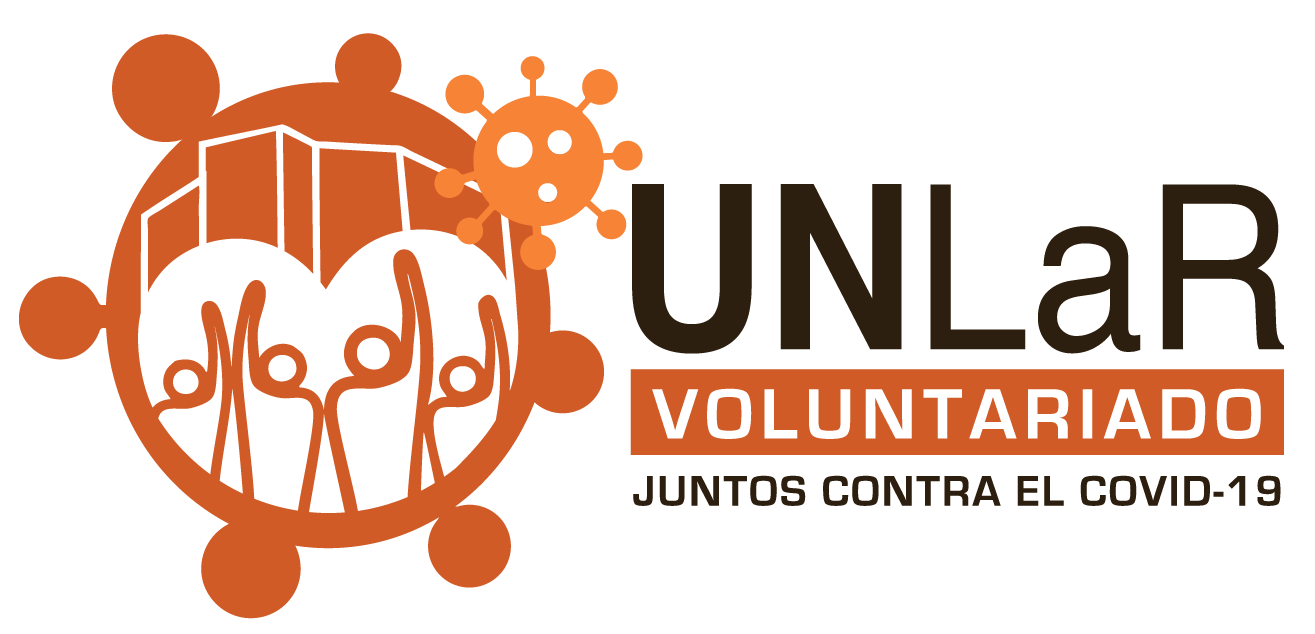 UNLaR
VOLUNTARIADO
JUNTOS CONTRA EL COVID-19